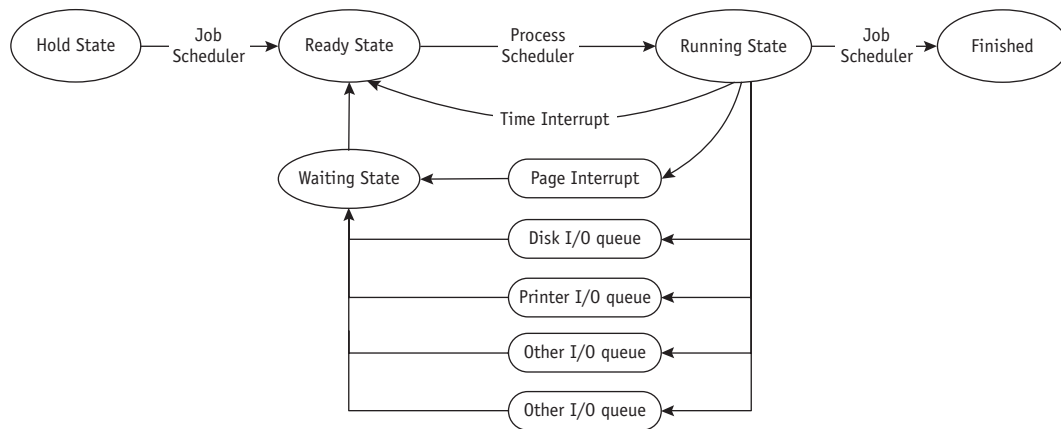 Hold State
Job
Scheduler
Ready State
Process
Scheduler
Running State
Job
Scheduler
Finished
Time Interrupt
Waiting State
Page Interrupt
Disk I/O queue
Printer I/O queue
Other I/O queue
Other I/O queue